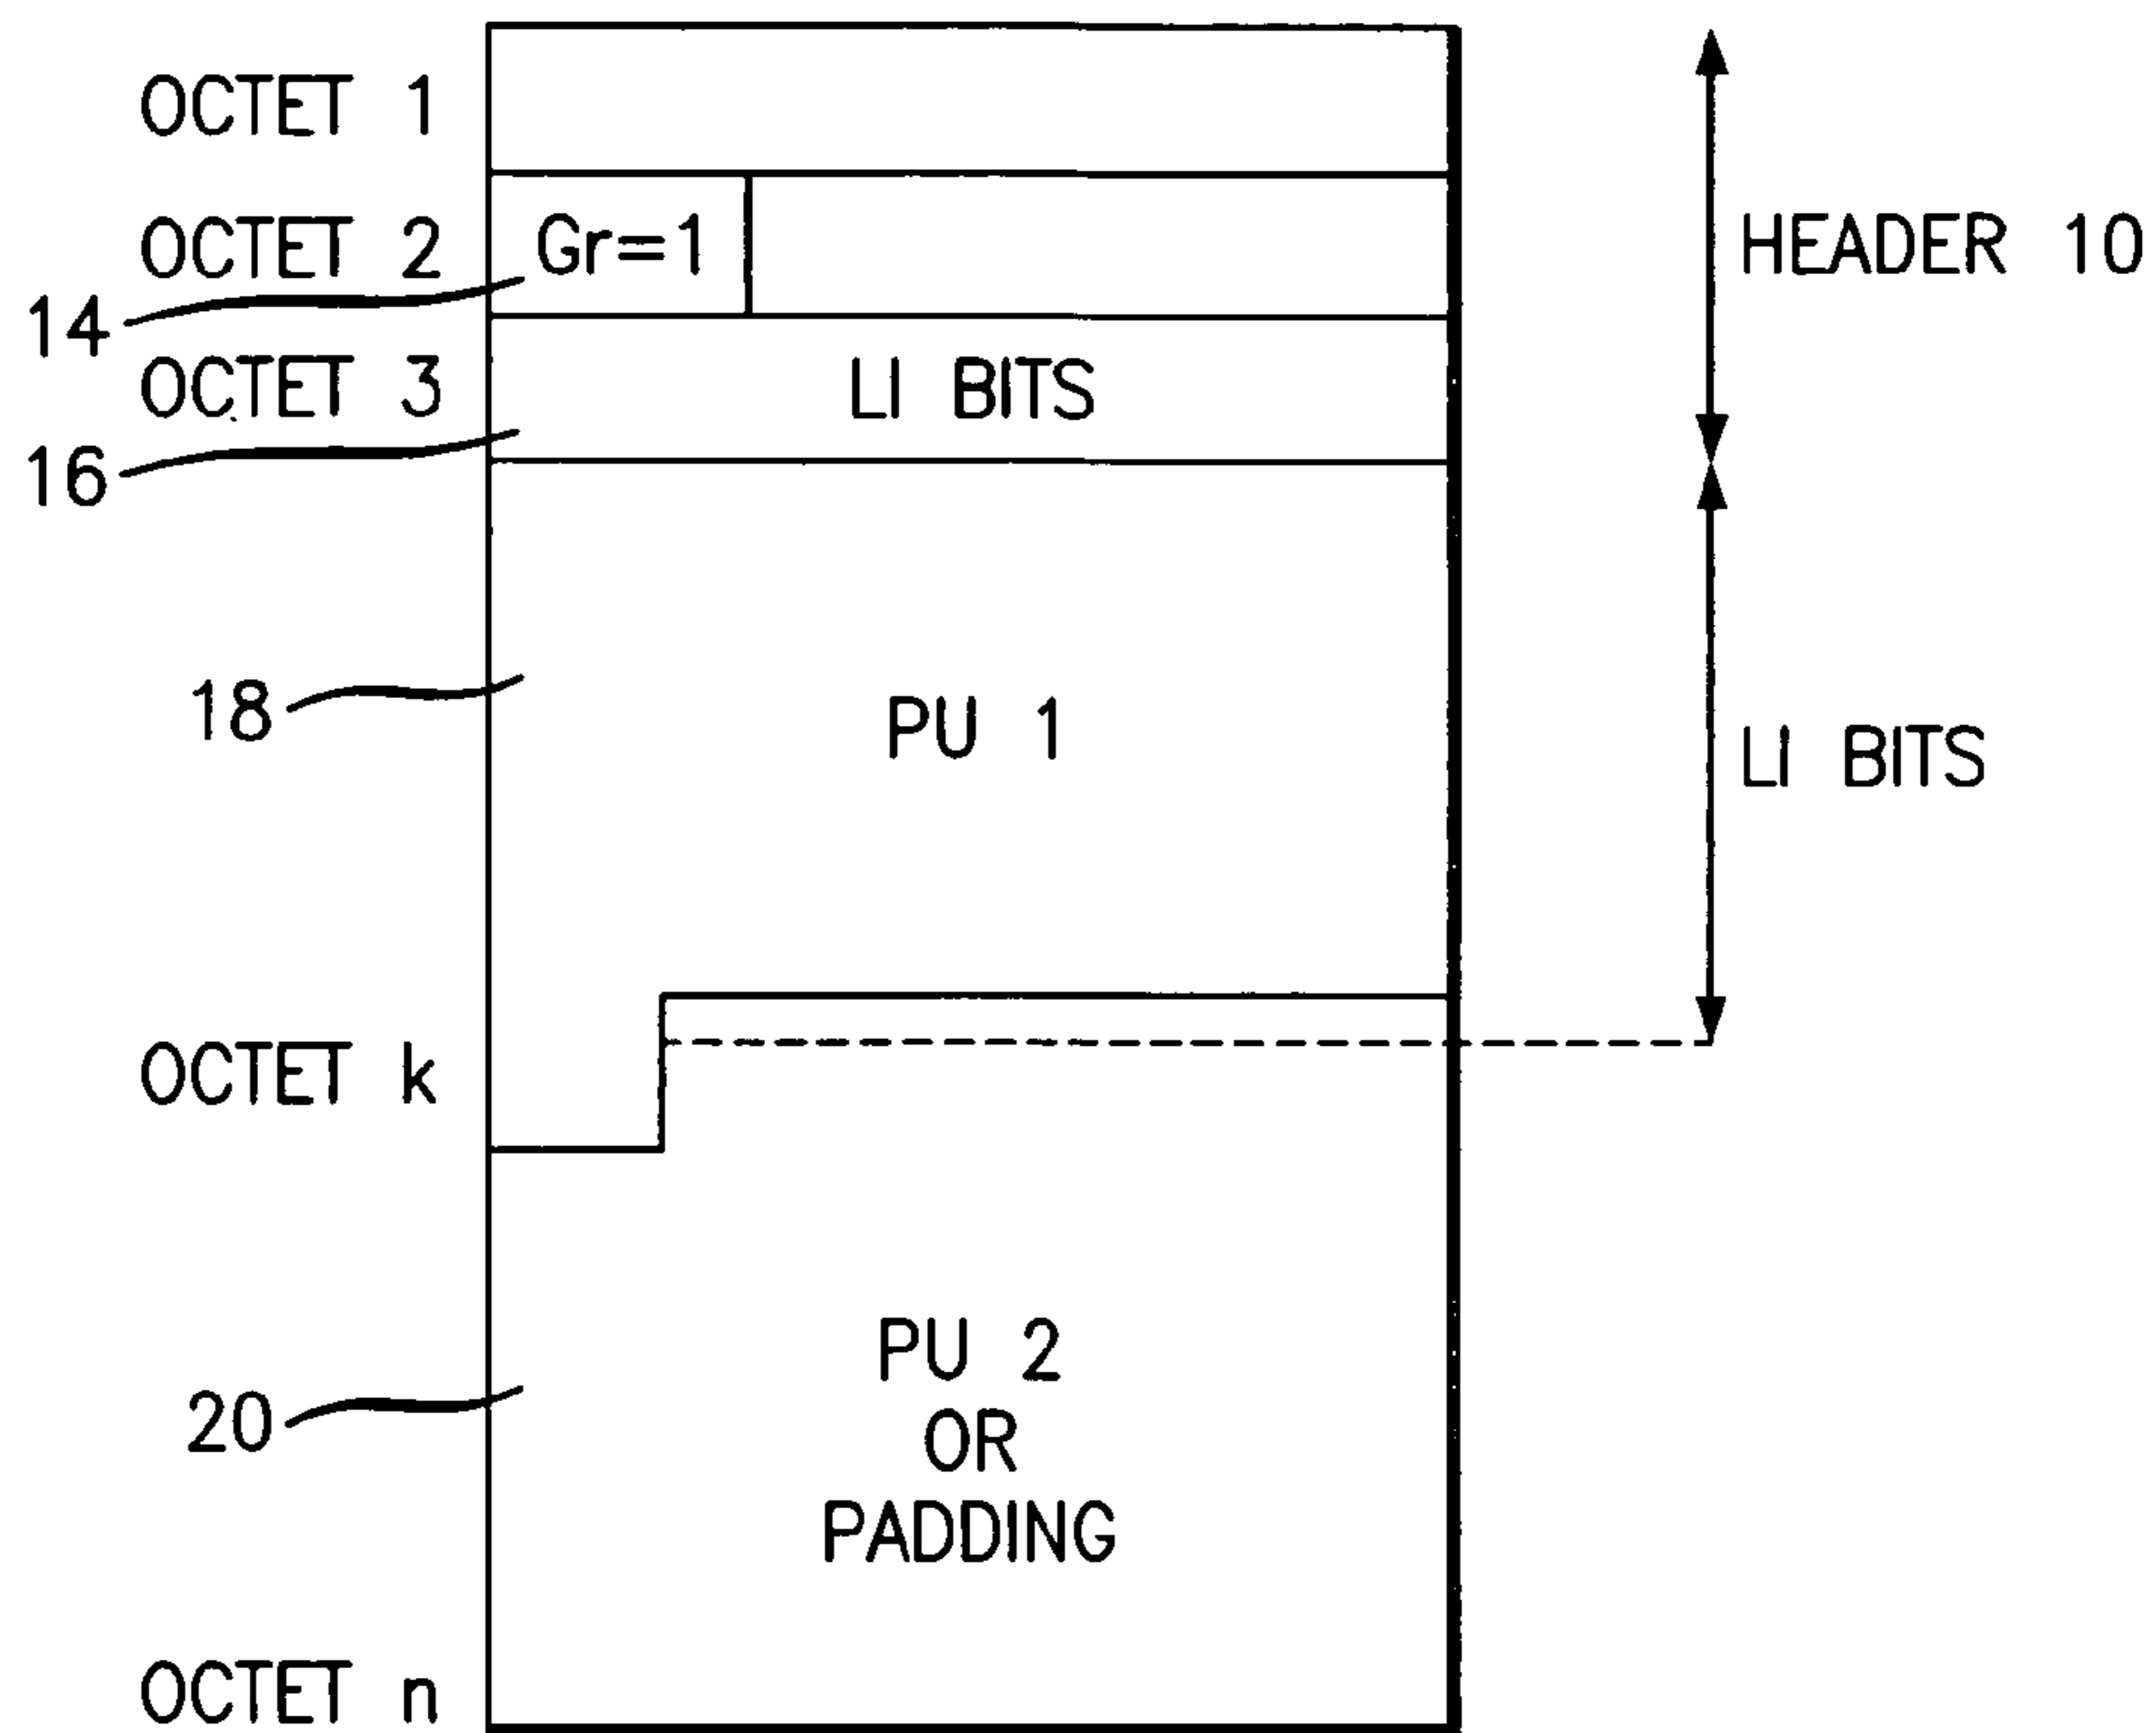 OCTET 1
OCTET 2
Gr=1
HEADER 10
14
OCTET 3
LI BITS
16
18
PU 1
LI BITS
OCTET k
PU 2
OR
PADDING
20
OCTET n